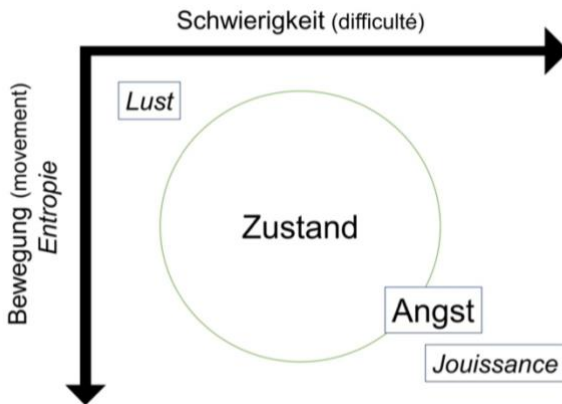 Schwierigkeit (difficulté)
Lust
Bewegung (movement)
Entropie
Zustand
Angst
Jouissance